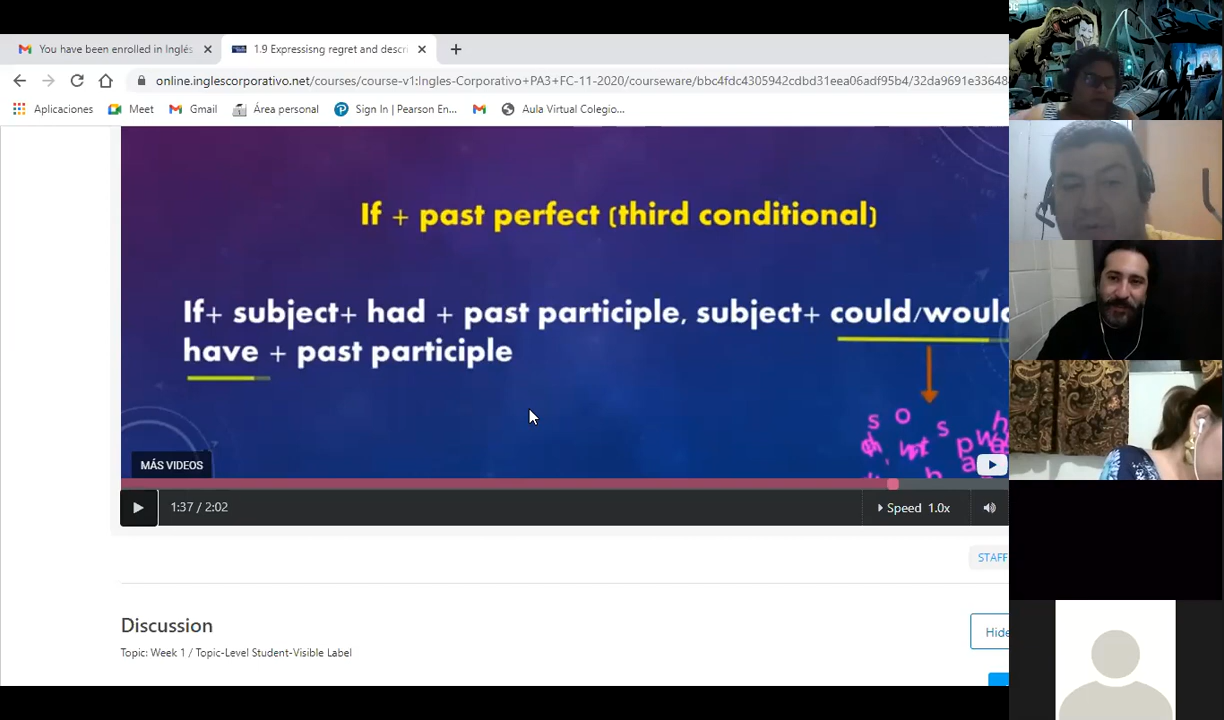 You have been enrolled in Inglés
1.9 Expressisng regret and descri
online.inglescorporativo.net/courses/course-v1:Ingles-Corporativo+PA3+FC-11-2020/courseware/bbc4fdc4305942cdbd31eea06adf95b4/32da9691e33648
Aplicaciones Meet Gmail Área personal Sign In | Pearson En... Aula Virtual Colegio...
If + past perfect (third conditional)
If+ subject+ had + past participle, subject+ could/would
have + past participle
MÁS VIDEOS
1:37 / 2:02 Speed 1.0x
STAFF
Discussion
Hide
Topic: Week 1 / Topic-Level Student-Visible Label